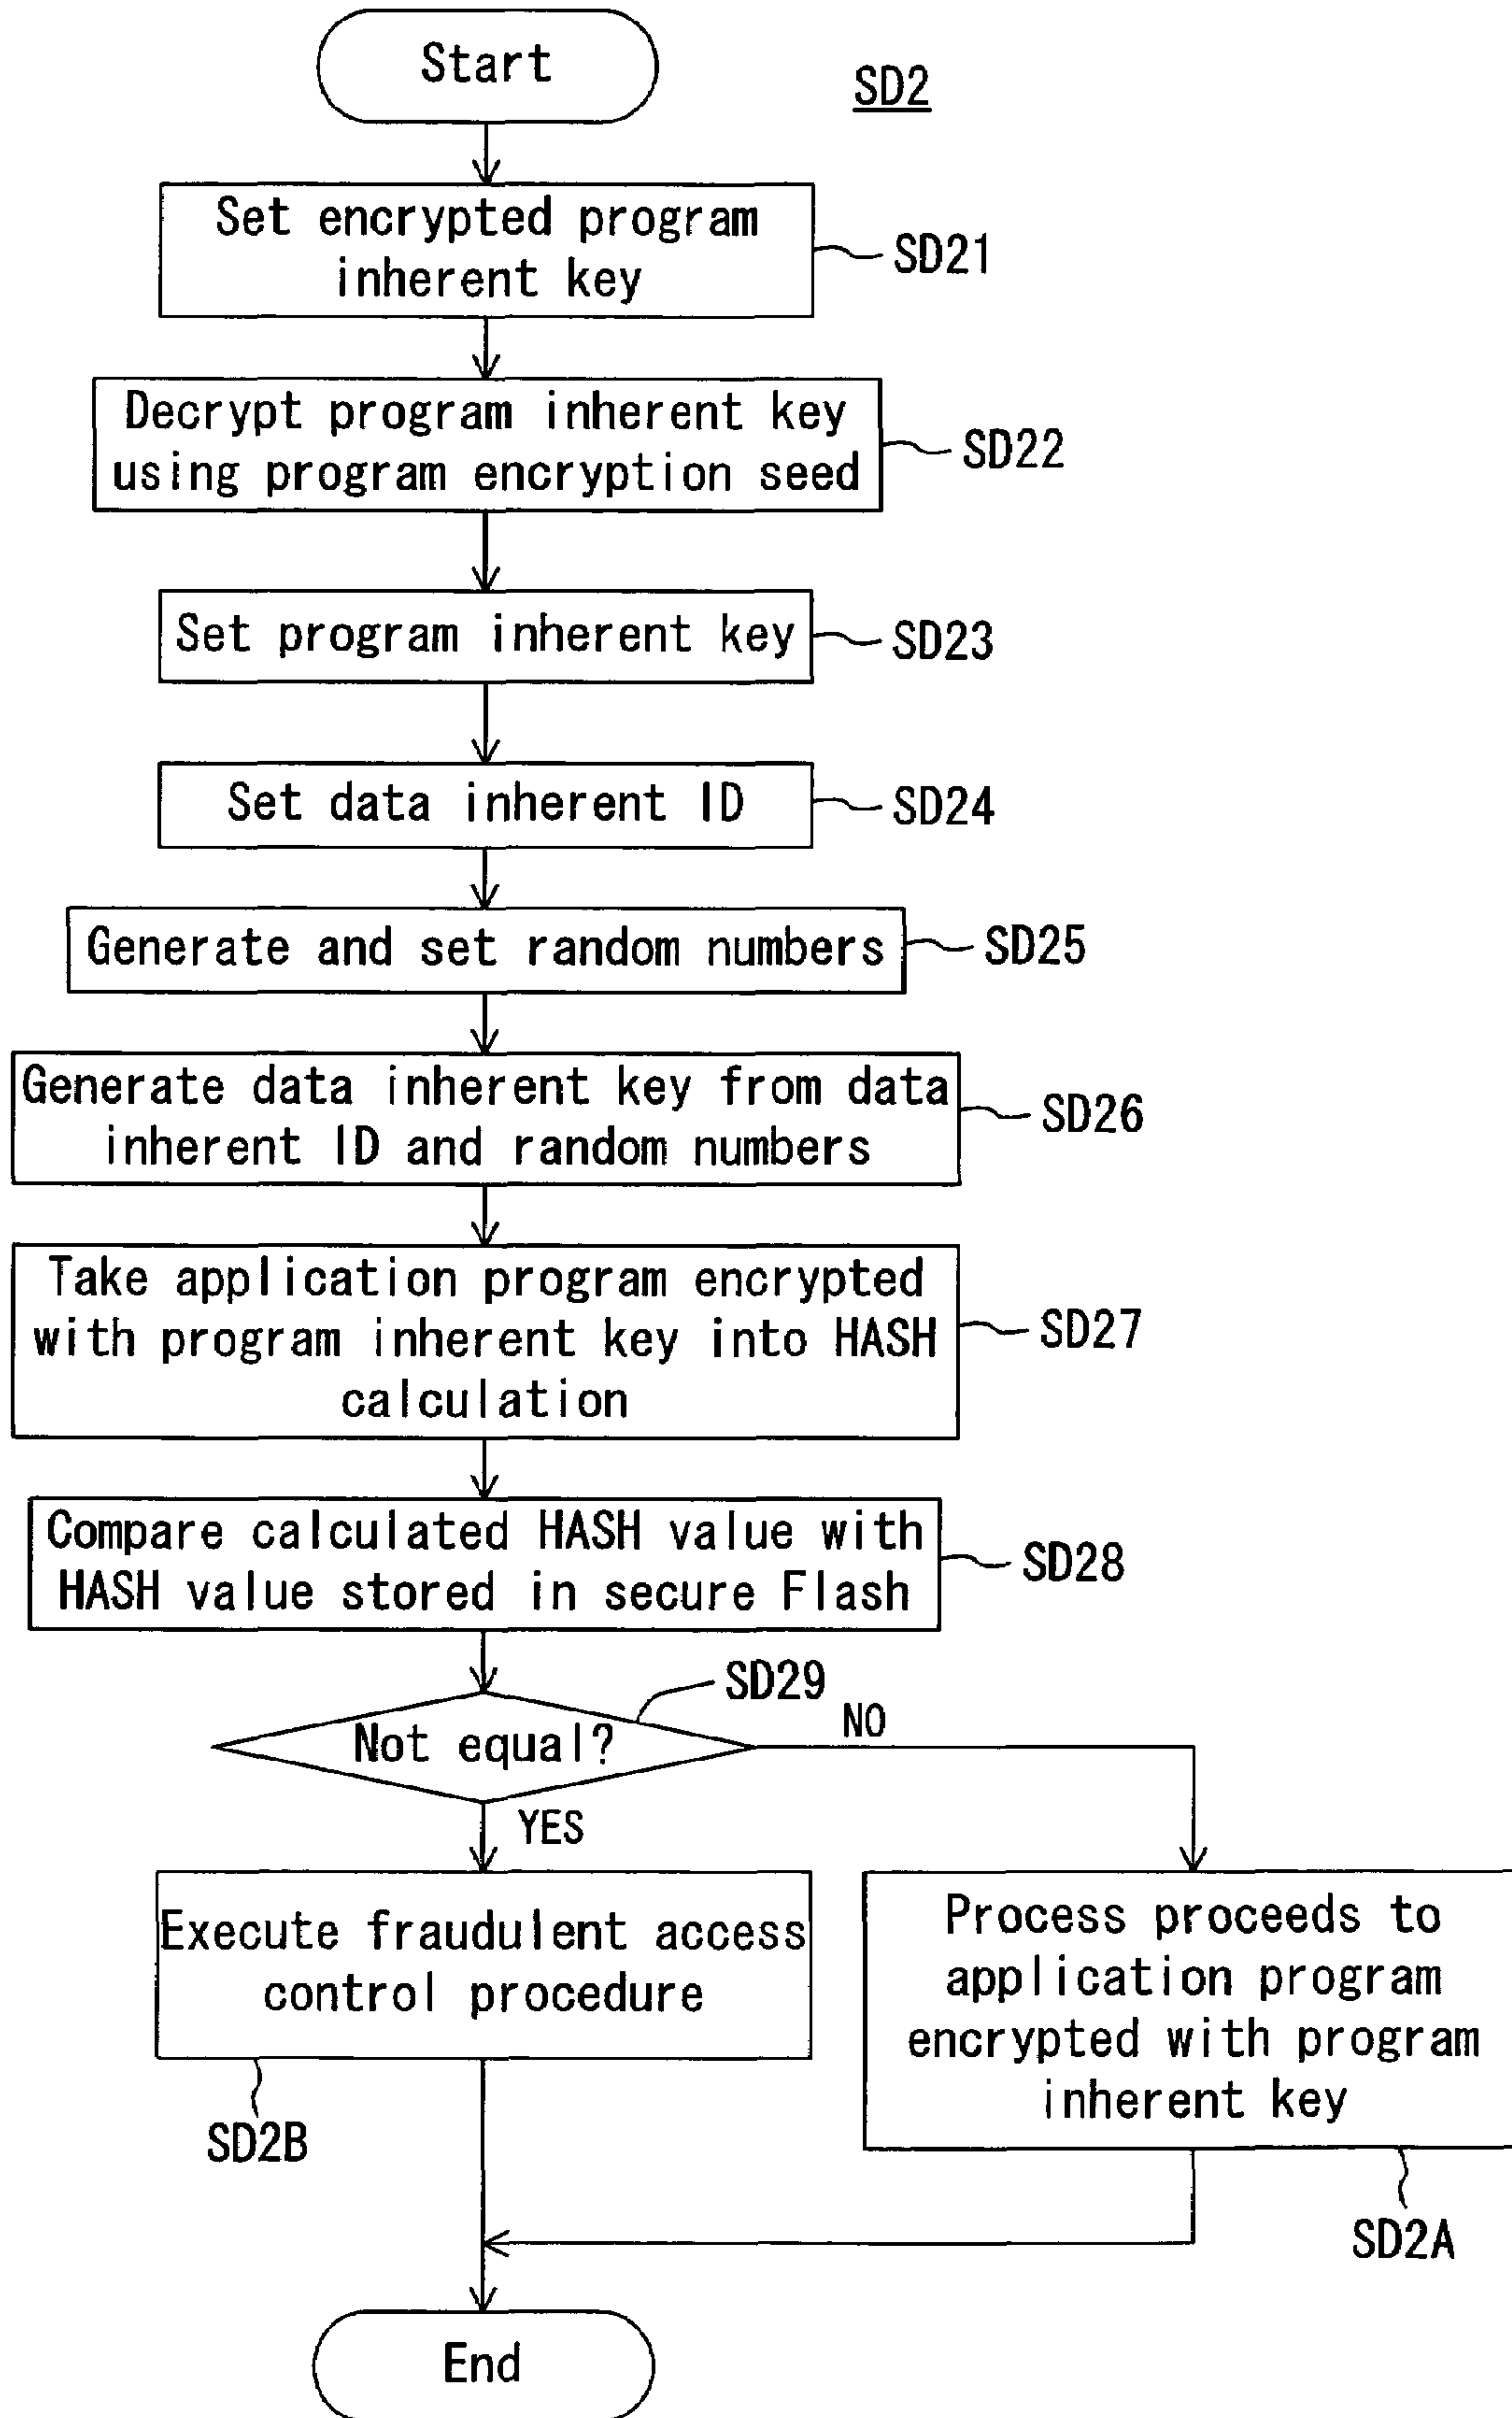 Start
SD2
Set encrypted program
inherent key
SD21
Decrypt program inherent key
using program encryption seed
SD22
Set program inherent key
SD23
Set data inherent ID
SD24
Generate and set random numbers
SD25
Generate data inherent key from data
inherent ID and random numbers
SD26
Take application program encrypted
with program inherent key into HASH
calculation
SD27
Compare calculated HASH value with
HASH value stored in secure Flash
SD28
SD29
Not equal?
NO
YES
Execute fraudulent access
control procedure
SD2B
Process proceeds to
application program
encrypted with program
inherent key
SD2A
End